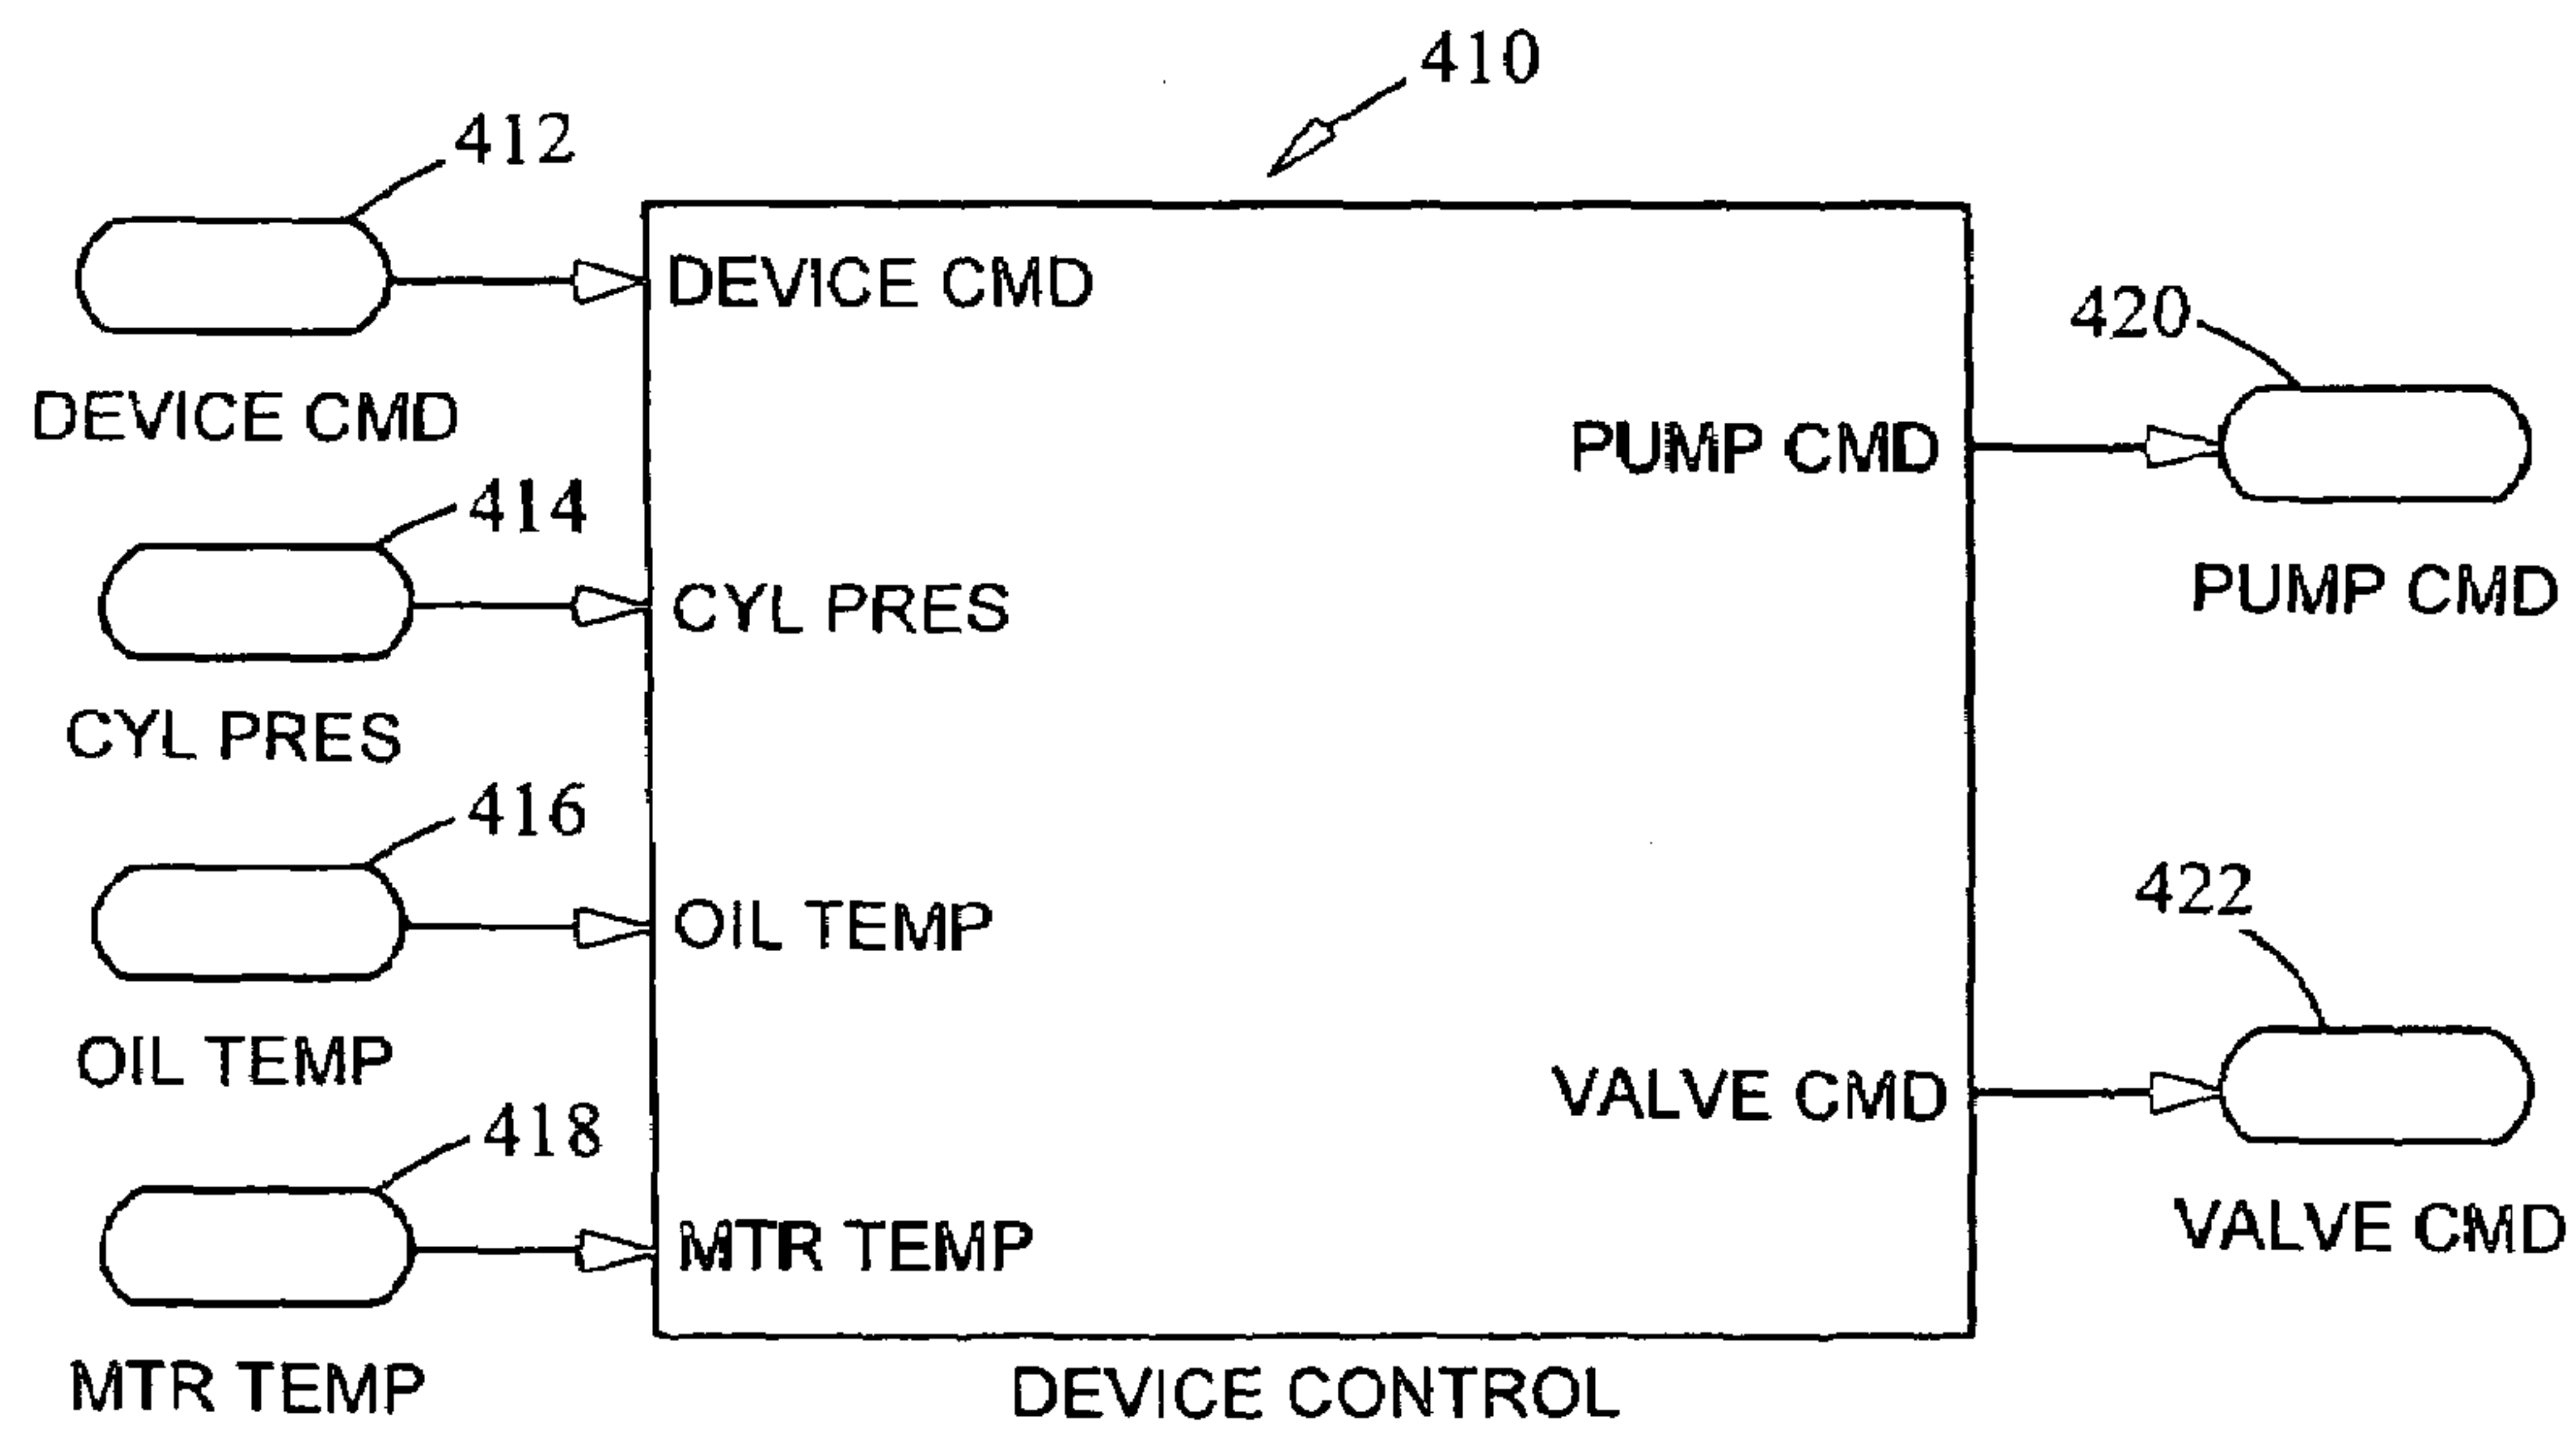 410
412
DEVICE CMD
DEVICE CMD
414
CYL PRES
CYL PRES
416
OIL TEMP
OIL TEMP
418
MTR TEMP
MTR TEMP
420
PUMP CMD
PUMP CMD
422
VALVE CMD
VALVE CMD
DEVICE CONTROL